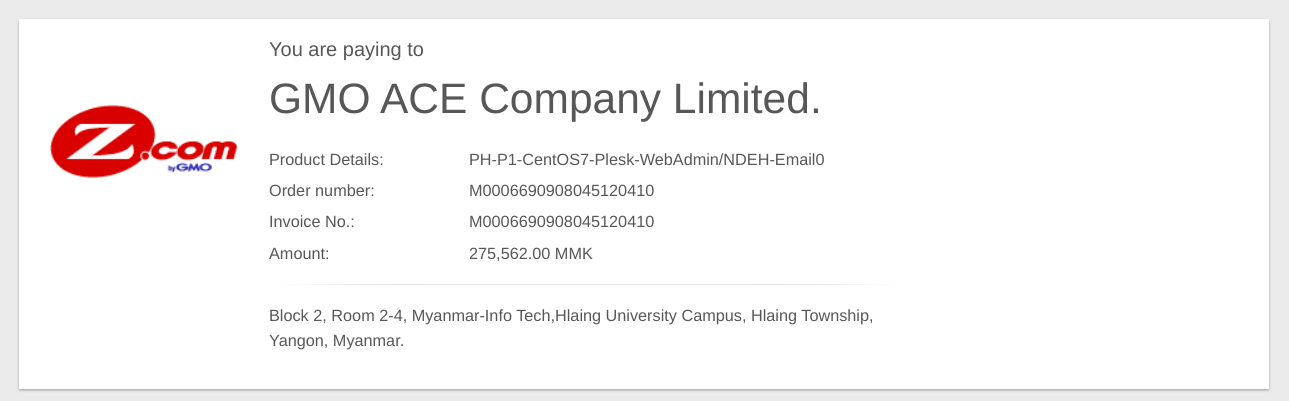 You are paying to
GMO ACE Company Limited.
Z.com
by GMO
Product Details: PH-P1-CentOS7-Plesk-WebAdmin/NDEH-Email0
Order number: M0006690908045120410
Invoice No.: M0006690908045120410
Amount: 275,562.00 MMK
Block 2, Room 2-4, Myanmar-Info Tech,Hlaing University Campus, Hlaing Township,
Yangon, Myanmar.